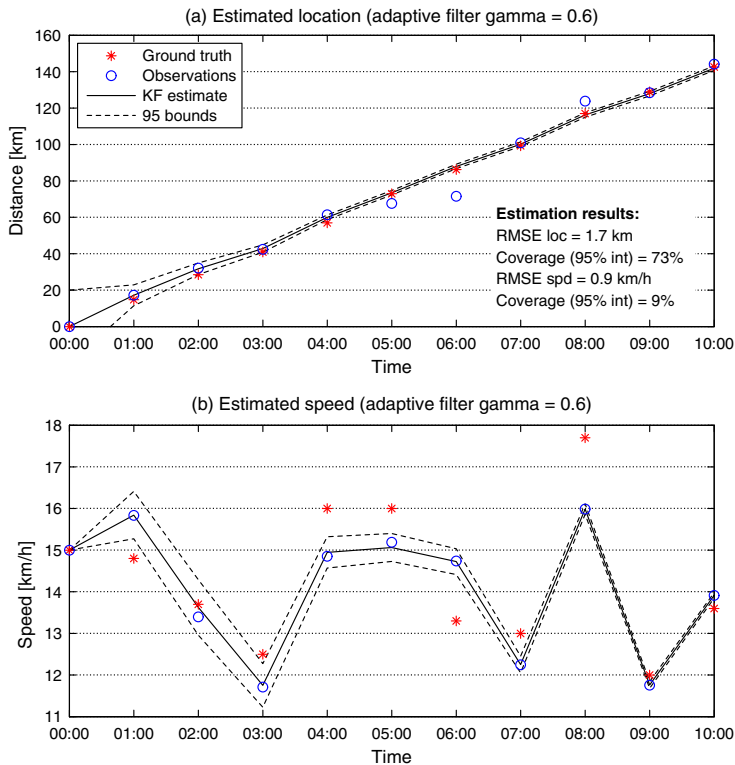 (a) Estimated location (adaptive filter gamma = 0.6)
160
140
120
100
80
60
40
20
0
Distance [km]
Ground truth
Observations
KF estimate
95 bounds
Estimation results:
RMSE loc = 1.7 km
Coverage (95% int) = 73%
RMSE spd = 0.9 km/h
Coverage (95% int) = 9%
00:00 01:00 02:00 03:00 04:00 05:00 06:00 07:00 08:00 09:00 10:00
Time
(b) Estimated speed (adaptive filter gamma = 0.6)
18
17
16
15
14
13
12
11
Speed [km/h]
00:00 01:00 02:00 03:00 04:00 05:00 06:00 07:00 08:00 09:00 10:00
Time